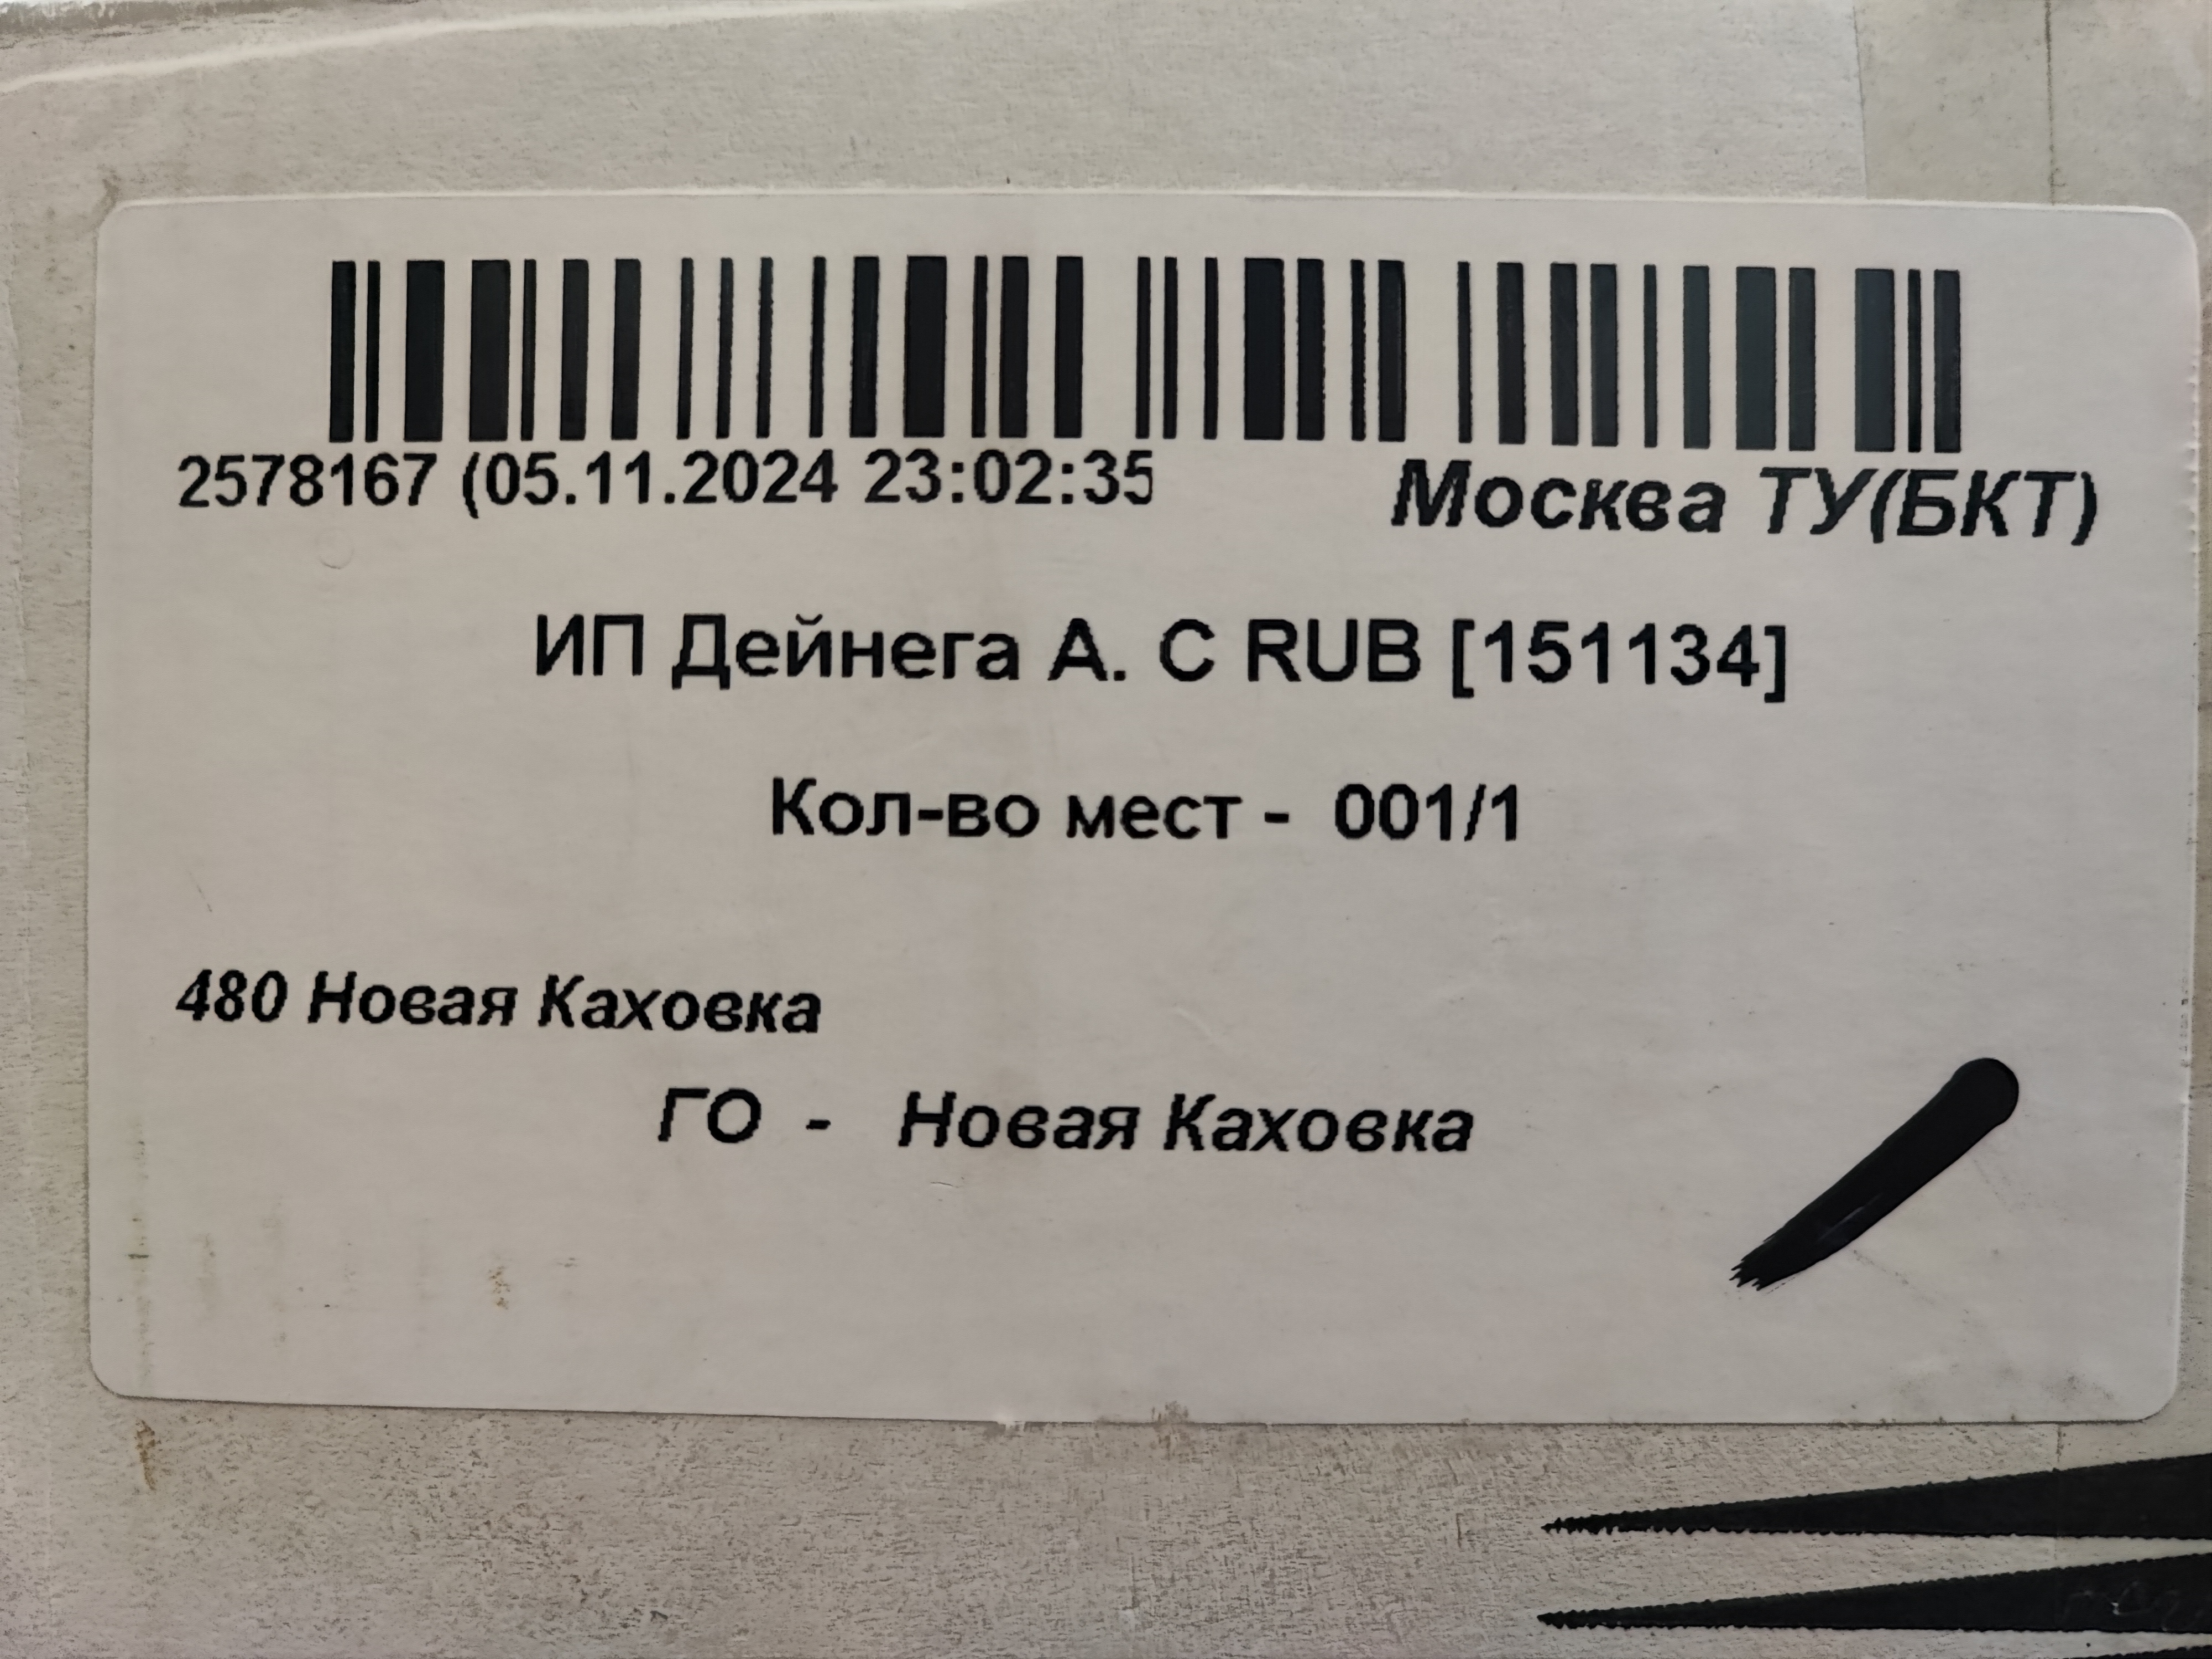 2578167 (05.11.2024 23:02:35
Москва ТУ(БКТ)
ИП Дейнега А. С RUB [151134]
Кол-во мест - 001/1
480 Новая Каховка
ГО - Новая Каховка